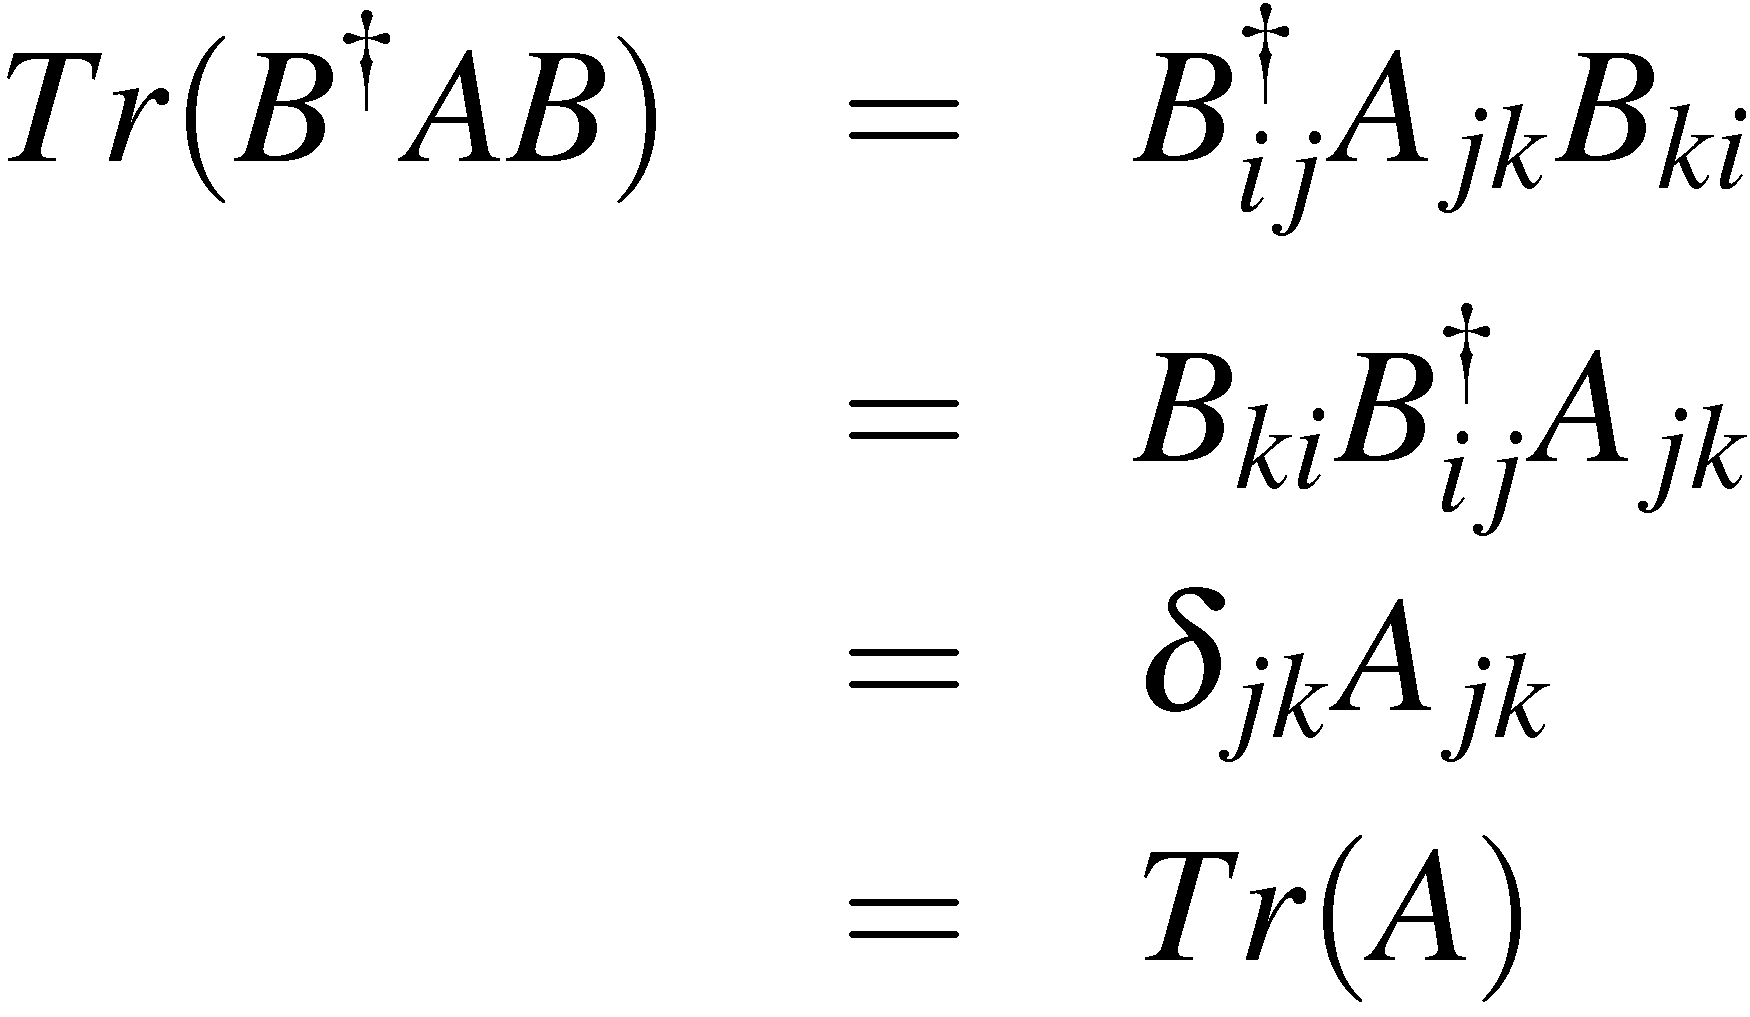 Tr(B†AB) = B†ᵢⱼAⱼₖBₖᵢ
= BₖᵢB†ᵢⱼAⱼₖ
= δⱼₖAⱼₖ
= Tr(A)